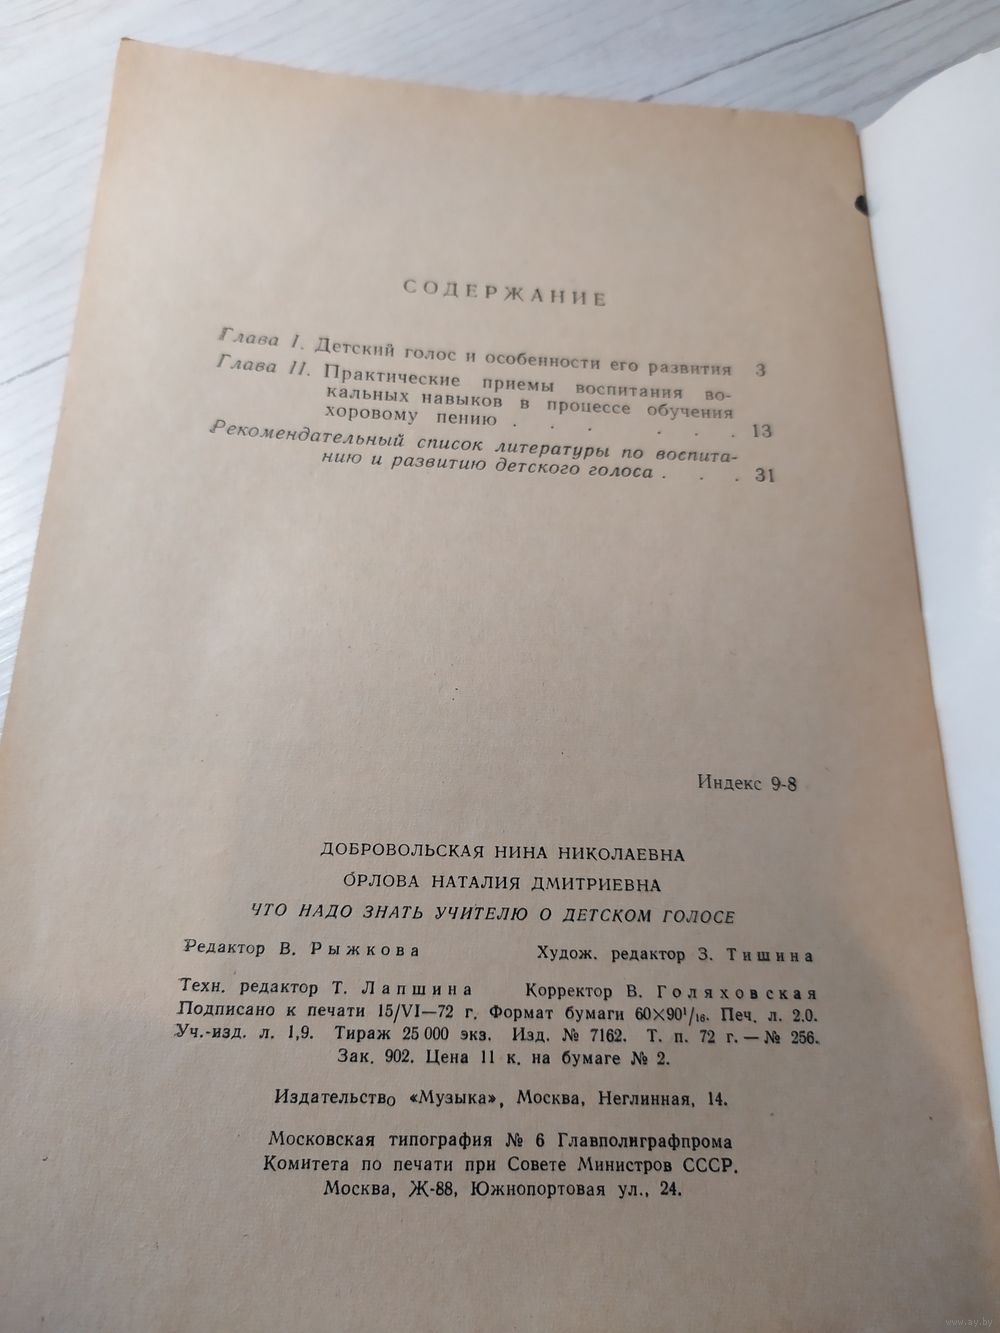 СОДЕРЖАНИЕ
Глава I. Детский голос и особенности его развития 3
Глава II. Практические приемы воспитания во-
кальных навыков в процессе обучения
хоровому пению . . . . . . 13
Рекомендательный список литературы по воспита-
нию и развитию детского голоса . . . 31
Индекс 9-8
ДОБРОВОЛЬСКАЯ НИНА НИКОЛАЕВНА
ОРЛОВА НАТАЛИЯ ДМИТРИЕВНА
ЧТО НАДО ЗНАТЬ УЧИТЕЛЮ О ДЕТСКОМ ГОЛОСЕ
Редактор В. Рыжкова Худож. редактор З. Тишина
Техн. редактор Т. Лапшина Корректор В. Голяховская
Подписано к печати 15/VI—72 г. Формат бумаги 60×90¹/₁₆. Печ. л. 2.0.
Уч.-изд. л. 1,9. Тираж 25 000 экз. Изд. № 7162. Т. п. 72 г. — № 256.
Зак. 902. Цена 11 к. на бумаге № 2.
Издательство «Музыка», Москва, Неглинная, 14.
Московская типография № 6 Главполиграфпрома
Комитета по печати при Совете Министров СССР.
Москва, Ж-88, Южнопортовая ул., 24.
www.ay.by